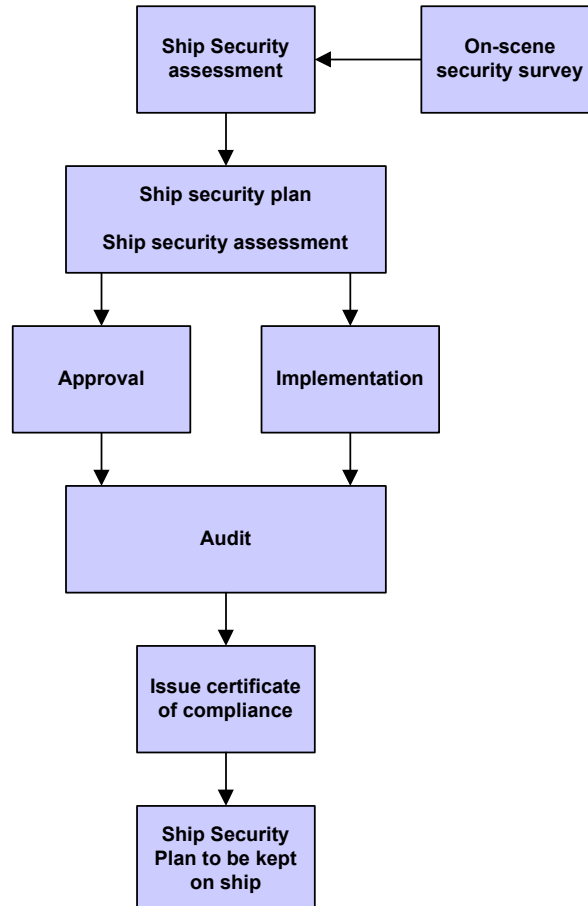 Ship Security
assessment
On-scene
security survey
Ship security plan
Ship security assessment
Approval
Implementation
Audit
Issue certificate
of compliance
Ship Security
Plan to be kept
on ship